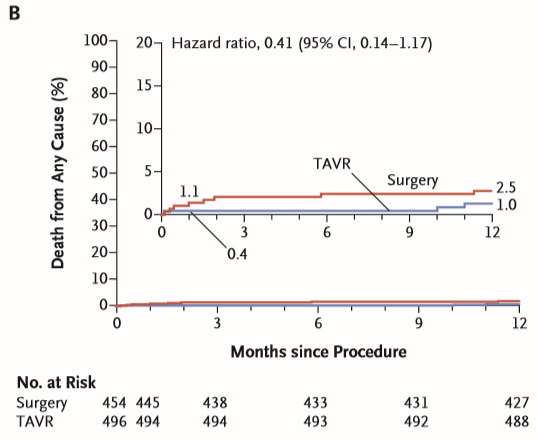 B
Death from Any Cause (%)
100
90
80
70
60
50
40
30
20
10
0
0 3 6 9 12
Months since Procedure
Hazard ratio, 0.41 (95% CI, 0.14–1.17)
20
15
10
5
0
0 3 6 9 12
TAVR
Surgery
1.1
0.4
2.5
1.0
No. at Risk
Surgery 454 445 438 433 431 427
TAVR 496 494 494 493 492 488